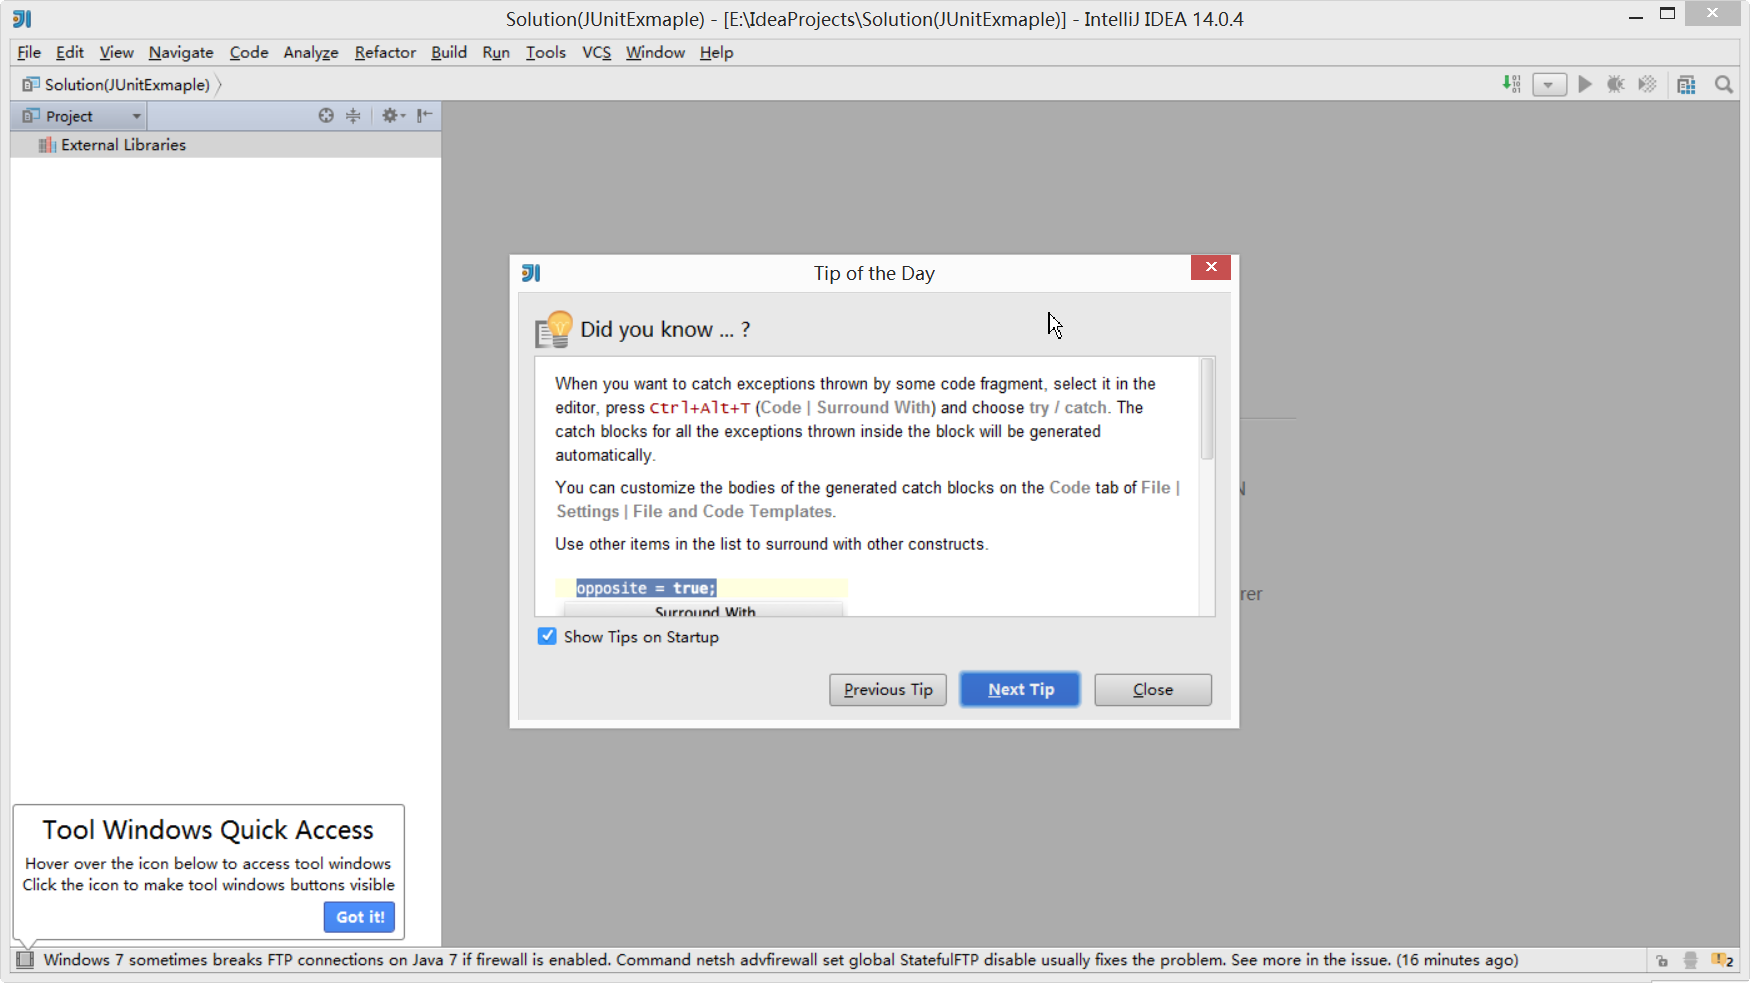 Solution(JUnitExmaple) - [E:\IdeaProjects\Solution(JUnitExmaple)] - IntelliJ IDEA 14.0.4
File Edit View Navigate Code Analyze Refactor Build Run Tools VCS Window Help
Solution(JUnitExmaple)
Project
External Libraries
Tip of the Day
Did you know ... ?
When you want to catch exceptions thrown by some code fragment, select it in the
editor, press Ctrl+Alt+T (Code | Surround With) and choose try / catch. The
catch blocks for all the exceptions thrown inside the block will be generated
automatically.
You can customize the bodies of the generated catch blocks on the Code tab of File |
Settings | File and Code Templates.
Use other items in the list to surround with other constructs.
opposite = true;
Surround With
Show Tips on Startup
Previous Tip Next Tip Close
rer
Tool Windows Quick Access
Hover over the icon below to access tool windows
Click the icon to make tool windows buttons visible
Got it!
Windows 7 sometimes breaks FTP connections on Java 7 if firewall is enabled. Command netsh advfirewall set global StatefulFTP disable usually fixes the problem. See more in the issue. (16 minutes ago)
2